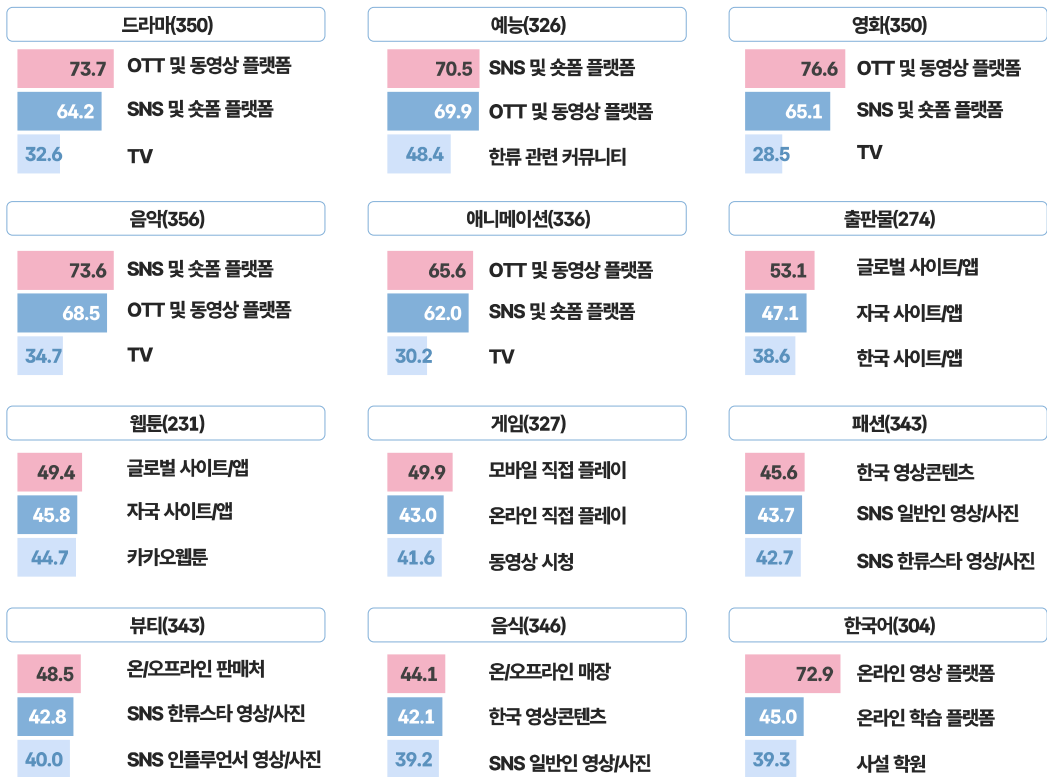 드라마(350)
73.7 OTT 및 동영상 플랫폼
64.2 SNS 및 숏폼 플랫폼
32.6 TV
예능(326)
70.5 SNS 및 숏폼 플랫폼
69.9 OTT 및 동영상 플랫폼
48.4 한류 관련 커뮤니티
영화(350)
76.6 OTT 및 동영상 플랫폼
65.1 SNS 및 숏폼 플랫폼
28.5 TV
음악(356)
73.6 SNS 및 숏폼 플랫폼
68.5 OTT 및 동영상 플랫폼
34.7 TV
애니메이션(336)
65.6 OTT 및 동영상 플랫폼
62.0 SNS 및 숏폼 플랫폼
30.2 TV
출판물(274)
53.1 글로벌 사이트/앱
47.1 자국 사이트/앱
38.6 한국 사이트/앱
웹툰(231)
49.4 글로벌 사이트/앱
45.8 자국 사이트/앱
44.7 카카오웹툰
게임(327)
49.9 모바일 직접 플레이
43.0 온라인 직접 플레이
41.6 동영상 시청
패션(343)
45.6 한국 영상콘텐츠
43.7 SNS 일반인 영상/사진
42.7 SNS 한류스타 영상/사진
뷰티(343)
48.5 온/오프라인 판매처
42.8 SNS 한류스타 영상/사진
40.0 SNS 인플루언서 영상/사진
음식(346)
44.1 온/오프라인 매장
42.1 한국 영상콘텐츠
39.2 SNS 일반인 영상/사진
한국어(304)
72.9 온라인 영상 플랫폼
45.0 온라인 학습 플랫폼
39.3 사설 학원